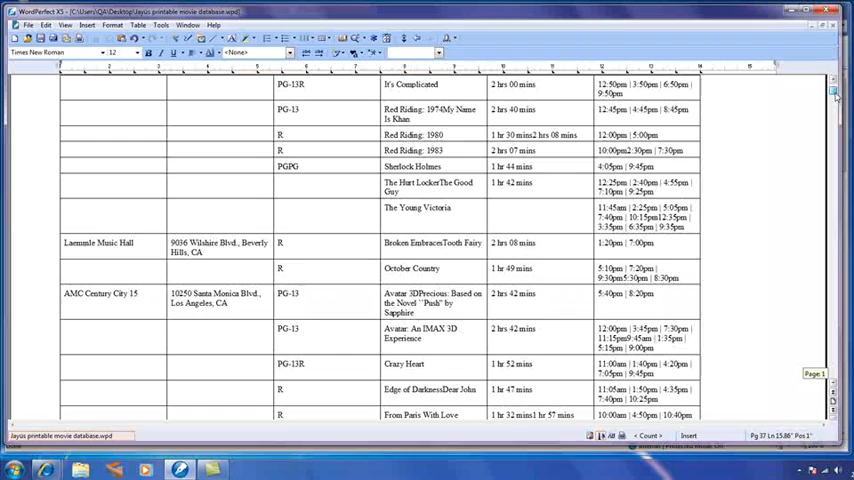 WordPerfect X5 - [C:\QA\Desktop\Jayus printable movie database.wpd]
File Edit View Insert Format Table Tools Window Help
Times New Roman 12 <None>
PG-13R It's Complicated 2 hrs 00 mins 12:50pm | 3:50pm | 6:50pm |
9:50pm
PG-13 Red Riding: 1974My Name 2 hrs 40 mins 12:45pm | 4:45pm | 8:45pm
Is Khan
R Red Riding: 1980 1 hr 30 mins2 hrs 08 mins 12:00pm | 5:00pm
R Red Riding: 1983 2 hrs 07 mins 10:00pm2:30pm | 7:30pm
PGPG Sherlock Holmes 1 hr 44 mins 4:05pm | 9:45pm
The Hurt LockerThe Good 1 hr 42 mins 12:25pm | 2:40pm | 4:55pm |
Guy 7:10pm | 9:25pm
The Young Victoria 11:45am | 2:25pm | 5:05pm |
7:40pm | 10:15pm12:35pm |
3:35pm | 6:35pm | 9:35pm
Laemmle Music Hall 9036 Wilshire Blvd., Beverly R Broken EmbracesTooth Fairy 2 hrs 08 mins 1:20pm | 7:00pm
Hills, CA
R October Country 1 hr 49 mins 5:10pm | 7:20pm |
9:30pm5:30pm | 8:30pm
AMC Century City 15 10250 Santa Monica Blvd., PG-13 Avatar 3DPrecious: Based on 2 hrs 42 mins 5:40pm | 8:20pm
Los Angeles, CA the Novel ``Push'' by
Sapphire
PG-13 Avatar: An IMAX 3D 2 hrs 42 mins 12:00pm | 3:45pm | 7:30pm |
Experience 11:15pm9:45am | 1:35pm |
5:15pm | 9:00pm
PG-13R Crazy Heart 1 hr 52 mins 11:00am | 1:40pm | 4:20pm |
7:05pm | 9:45pm
Page: 1
R Edge of DarknessDear John 1 hr 47 mins 11:05am | 1:50pm | 4:35pm |
7:40pm | 10:25pm
R From Paris With Love 1 hr 32 mins1 hr 57 mins 10:00am | 4:50pm | 10:40pm
Jayus printable movie database.wpd
< Count > Insert Pg 37 Ln 15.86" Pos 1"